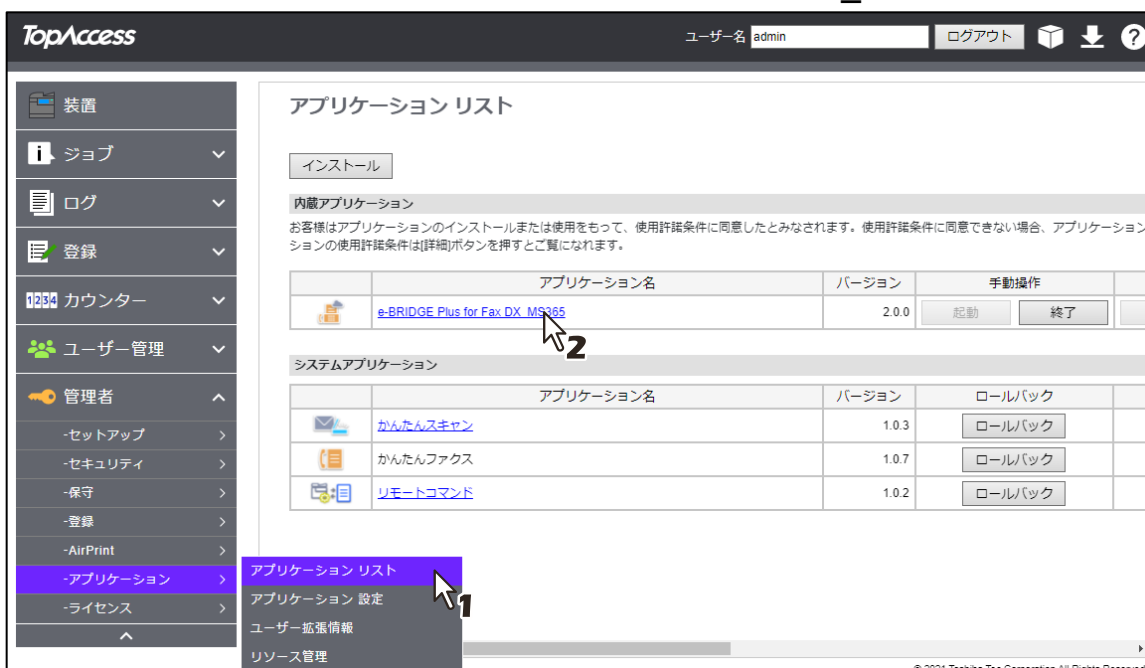 TopAccess
ユーザー名 admin ログアウト
装置
ジョブ
ログ
登録
1234 カウンター
ユーザー管理
管理者
-セットアップ
-セキュリティ
-保守
-登録
-AirPrint
-アプリケーション
-ライセンス
アプリケーション リスト
アプリケーション 設定
ユーザー拡張情報
リソース管理
1
アプリケーション リスト
インストール
内蔵アプリケーション
お客様はアプリケーションのインストールまたは使用をもって、使用許諾条件に同意したとみなされます。使用許諾条件に同意できない場合、アプリケーション
ションの使用許諾条件は[詳細]ボタンを押すとご覧になれます。
アプリケーション名 バージョン 手動操作
e-BRIDGE Plus for Fax DX_MS365 2.0.0 起動 終了
2
システムアプリケーション
アプリケーション名 バージョン ロールバック
かんたんスキャン 1.0.3 ロールバック
かんたんファクス 1.0.7 ロールバック
リモートコマンド 1.0.2 ロールバック